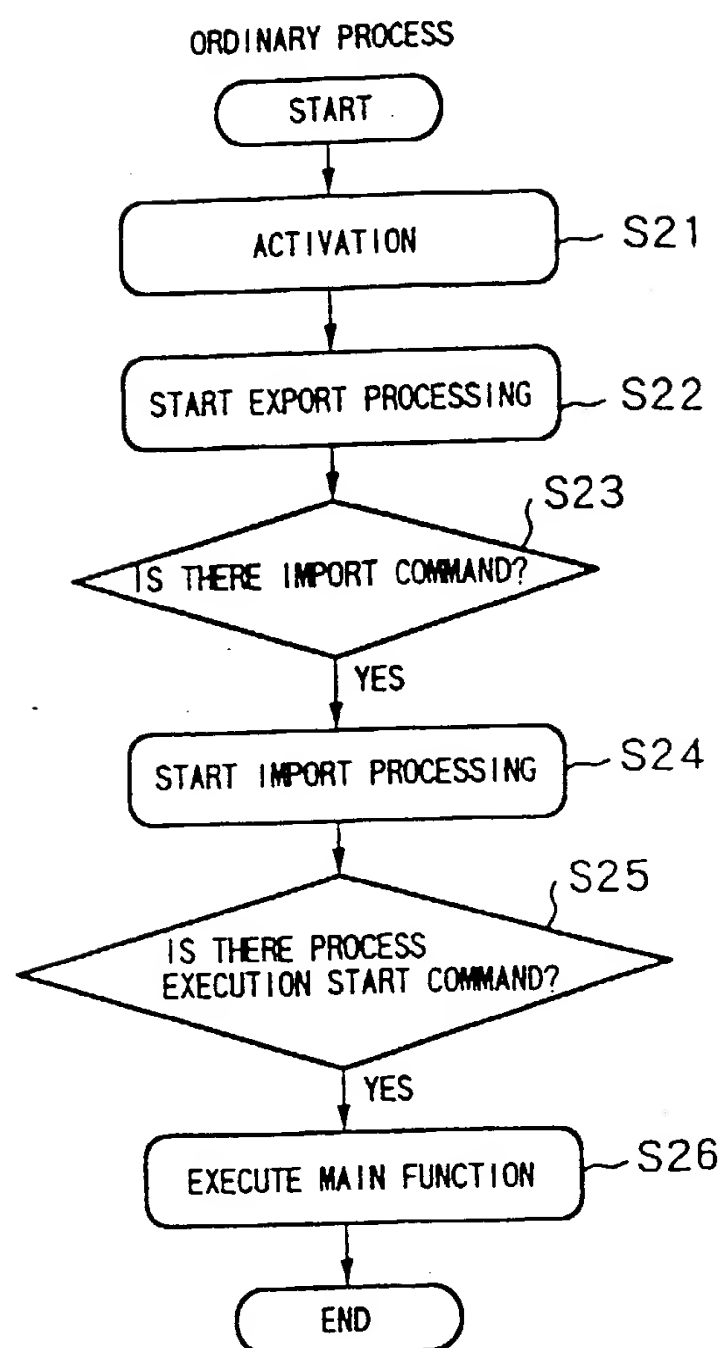 ORDINARY PROCESS
START
ACTIVATION
S21
START EXPORT PROCESSING
S22
S23
IS THERE IMPORT COMMAND?
YES
START IMPORT PROCESSING
S24
S25
IS THERE PROCESS
EXECUTION START COMMAND?
YES
EXECUTE MAIN FUNCTION
S26
END